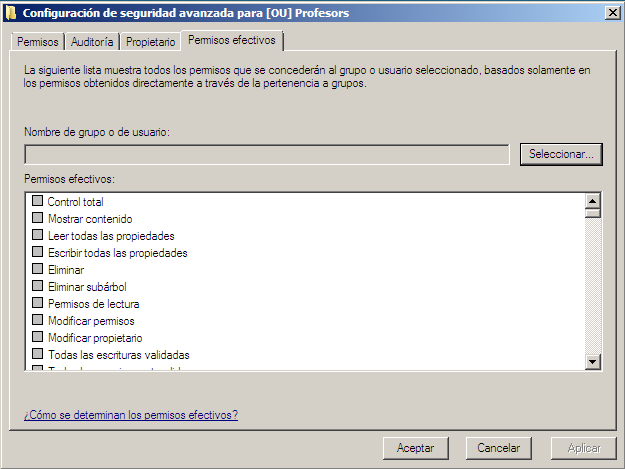 Configuración de seguridad avanzada para [OU] Profesors
Permisos Auditoría Propietario Permisos efectivos
La siguiente lista muestra todos los permisos que se concederán al grupo o usuario seleccionado, basados solamente en
los permisos obtenidos directamente a través de la pertenencia a grupos.
Nombre de grupo o de usuario:
Seleccionar...
Permisos efectivos:
Control total
Mostrar contenido
Leer todas las propiedades
Escribir todas las propiedades
Eliminar
Eliminar subárbol
Permisos de lectura
Modificar permisos
Modificar propietario
Todas las escrituras validadas
¿Cómo se determinan los permisos efectivos?
Aceptar Cancelar Aplicar